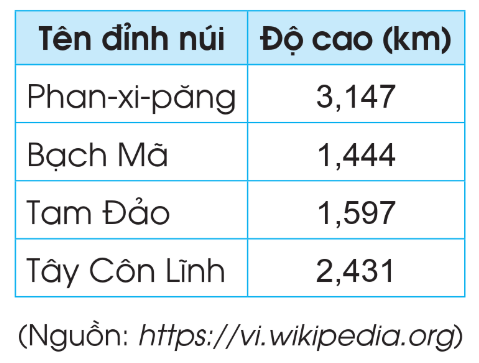 Tên đỉnh núi Độ cao (km)
Phan-xi-păng 3,147
Bạch Mã 1,444
Tam Đảo 1,597
Tây Côn Lĩnh 2,431
(Nguồn: https://vi.wikipedia.org)